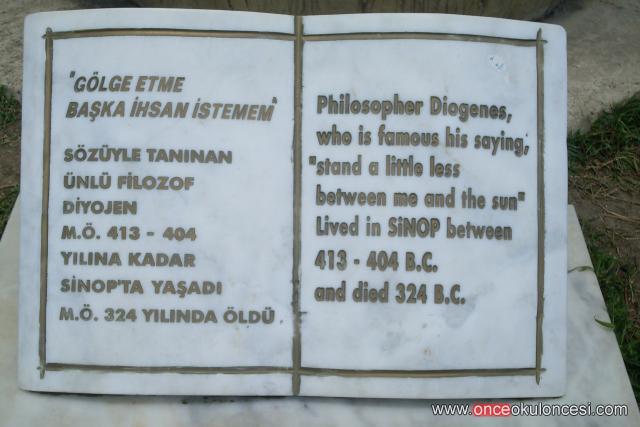 "GÖLGE ETME
BAŞKA İHSAN İSTEMEM"
SÖZÜYLE TANINAN
ÜNLÜ FİLOZOF
DİYOJEN
M.Ö. 413 - 404
YILINA KADAR
SİNOP'TA YAŞADI
M.Ö. 324 YILINDA ÖLDÜ
Philosopher Diogenes,
who is famous his saying,
"stand a little less
between me and the sun"
Lived in SiNOP between
413 - 404 B.C.
and died 324 B.C.
www.onceokuloncesi.com